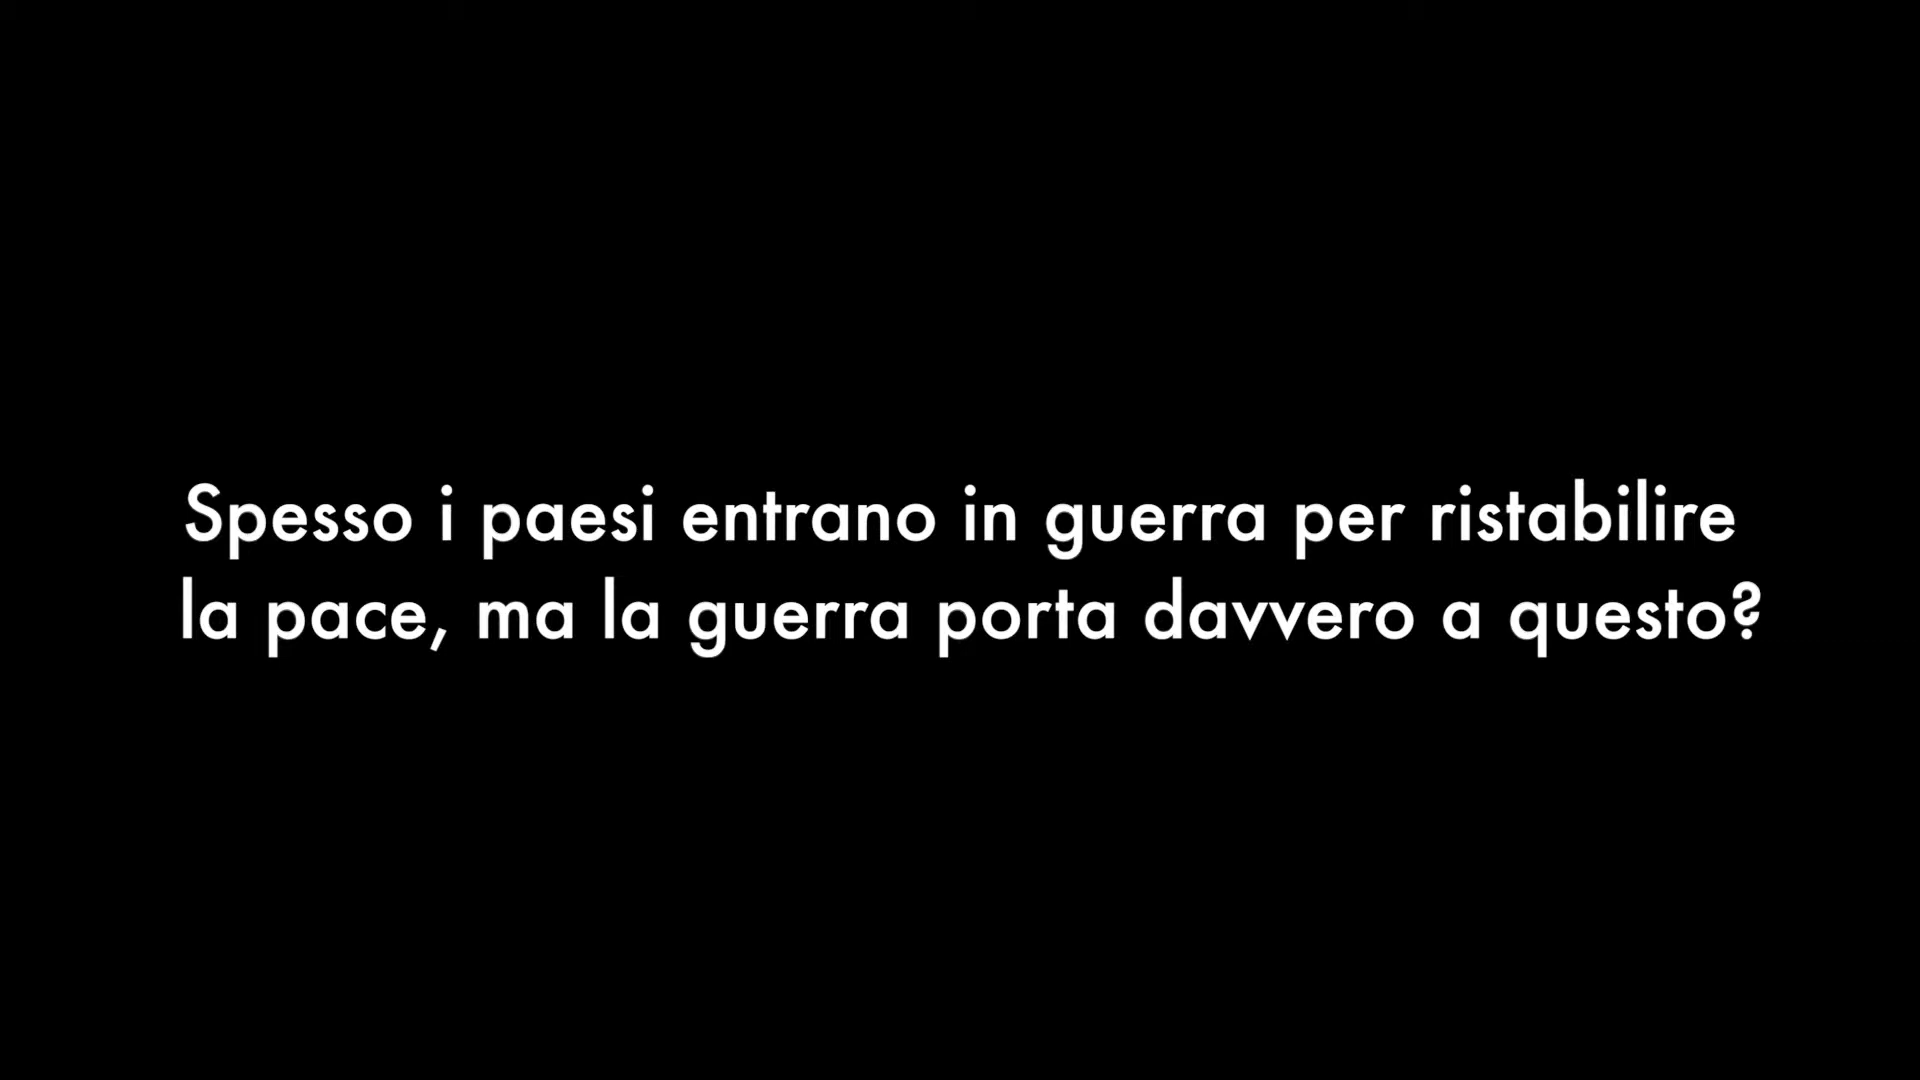 Spesso i paesi entrano in guerra per ristabilire
la pace, ma la guerra porta davvero a questo?